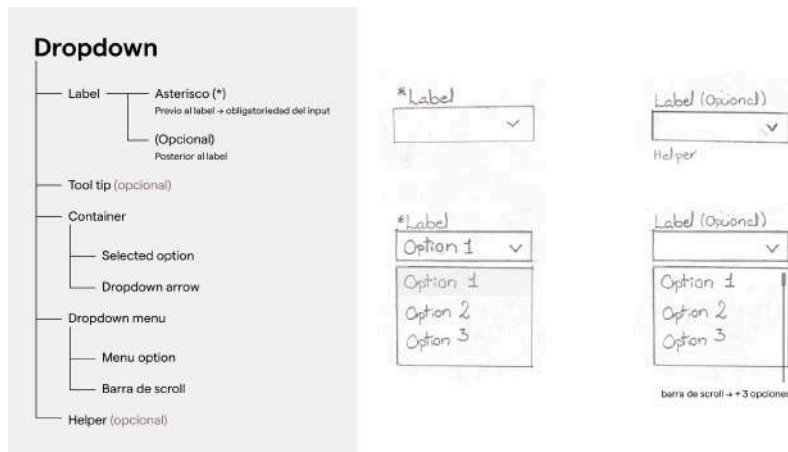 Dropdown
Label
Asterisco (*)
Previo al label → obligatoriedad del input
(Opcional)
Posterior al label
Tool tip (opcional)
Container
Selected option
Dropdown arrow
Dropdown menu
Menu option
Barra de scroll
Helper (opcional)
*Label
Label (Opcional)
Helper
*Label
Option 1
Option 1
Option 2
Option 3
Label (Opcional)
Option 1
Option 2
Option 3
barra de scroll → + 3 opciones